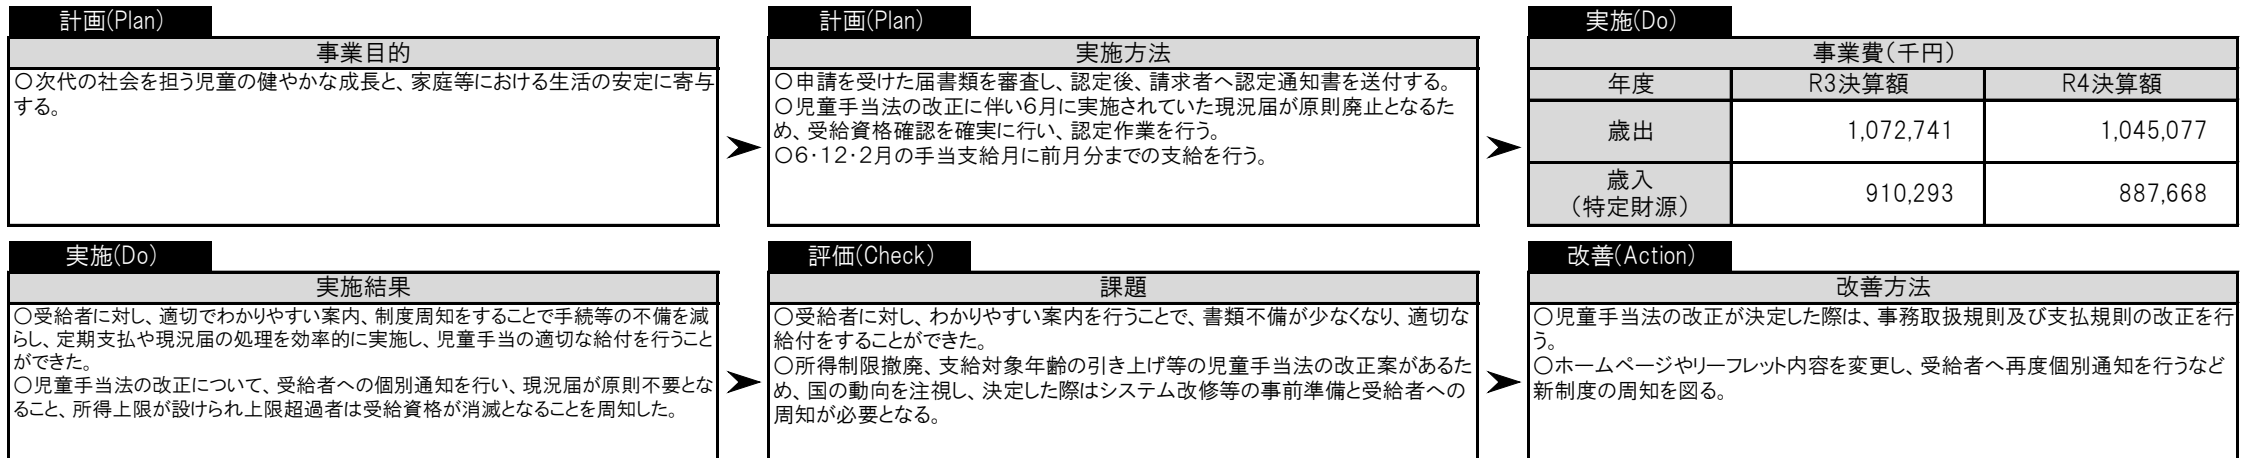 計画(Plan)
事業目的
○次代の社会を担う児童の健やかな成長と、家庭等における生活の安定に寄与
する。
計画(Plan)
実施方法
○申請を受けた届書類を審査し、認定後、請求者へ認定通知書を送付する。
○児童手当法の改正に伴い6月に実施されていた現況届が原則廃止となるた
め、受給資格確認を確実に行い、認定作業を行う。
○6・12・2月の手当支給月に前月分までの支給を行う。
実施(Do)
事業費(千円)
年度 R3決算額 R4決算額
歳出 1,072,741 1,045,077
歳入
(特定財源) 910,293 887,668
実施(Do)
実施結果
○受給者に対し、適切でわかりやすい案内、制度周知をすることで手続等の不備を減
らし、定期支払や現況届の処理を効率的に実施し、児童手当の適切な給付を行うこと
ができた。
○児童手当法の改正について、受給者への個別通知を行い、現況届が原則不要とな
ること、所得上限が設けられ上限超過者は受給資格が消滅となることを周知した。
評価(Check)
課題
○受給者に対し、わかりやすい案内を行うことで、書類不備が少なくなり、適切な
給付をすることができた。
○所得制限撤廃、支給対象年齢の引き上げ等の児童手当法の改正案があるた
め、国の動向を注視し、決定した際はシステム改修等の事前準備と受給者への
周知が必要となる。
改善(Action)
改善方法
○児童手当法の改正が決定した際は、事務取扱規則及び支払規則の改正を行
う。
○ホームページやリーフレット内容を変更し、受給者へ再度個別通知を行うなど
新制度の周知を図る。